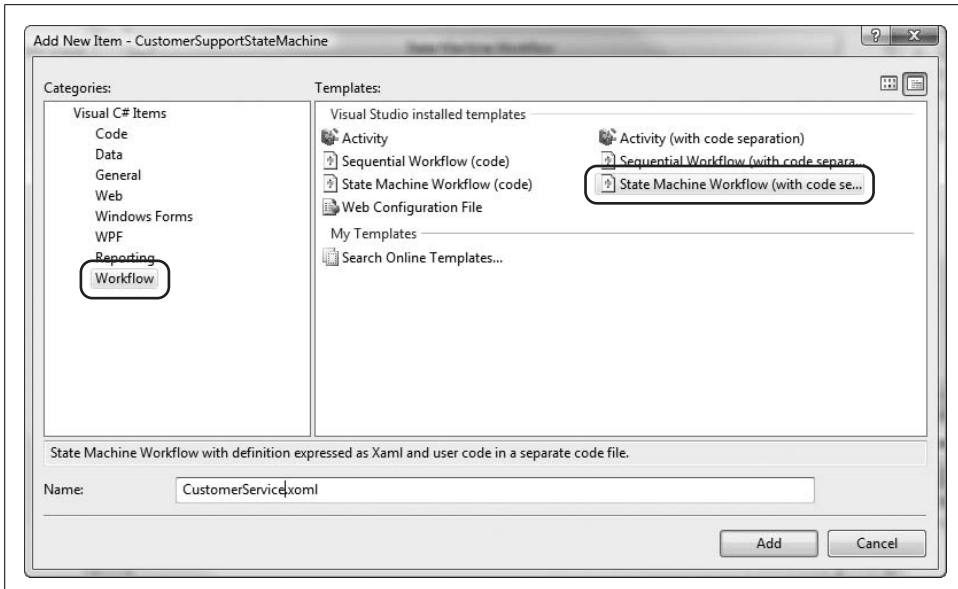 Add New Item - CustomerSupportStateMachine
Categories:
Templates:
Visual C# Items
Code
Data
General
Web
Windows Forms
WPF
Reporting
Workflow
Visual Studio installed templates
Activity
Activity (with code separation)
Sequential Workflow (code)
Sequential Workflow (with code separa...
State Machine Workflow (code)
State Machine Workflow (with code se...
Web Configuration File
My Templates
Search Online Templates...
State Machine Workflow with definition expressed as Xaml and user code in a separate code file.
Name:
CustomerService.xoml
Add
Cancel